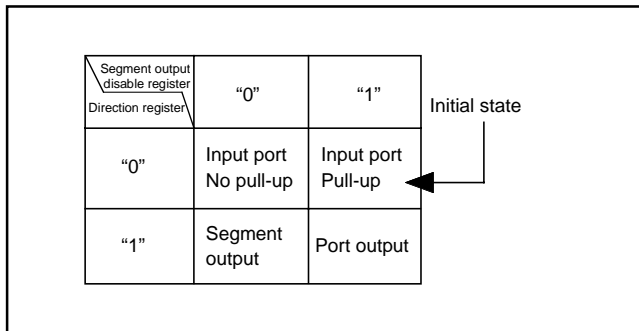 Segment output
disable register
Direction register
“0”
“1”
Initial state
“0”
Input port
No pull-up
Input port
Pull-up
“1”
Segment
output
Port output